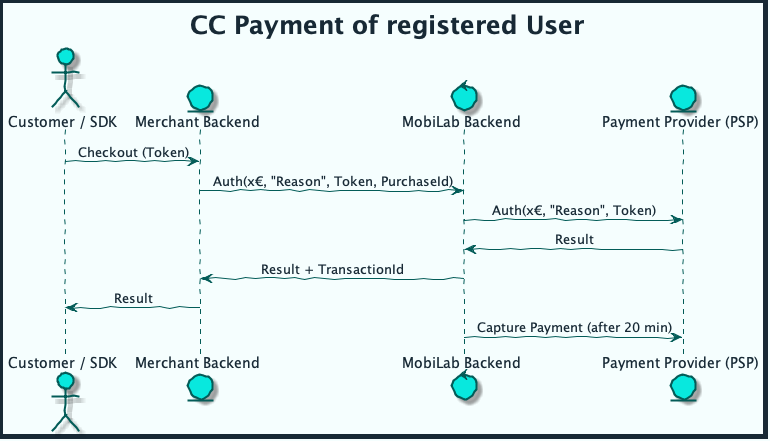 CC Payment of registered User
Customer / SDK
Merchant Backend
MobiLab Backend
Payment Provider (PSP)
Checkout (Token)
Auth(x€, "Reason", Token, PurchaseId)
Auth(x€, "Reason", Token)
Result
Result + TransactionId
Result
Capture Payment (after 20 min)
Customer / SDK
Merchant Backend
MobiLab Backend
Payment Provider (PSP)